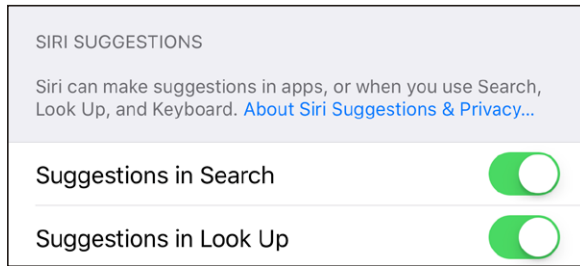 SIRI SUGGESTIONS
Siri can make suggestions in apps, or when you use Search,
Look Up, and Keyboard. About Siri Suggestions & Privacy...
Suggestions in Search
Suggestions in Look Up